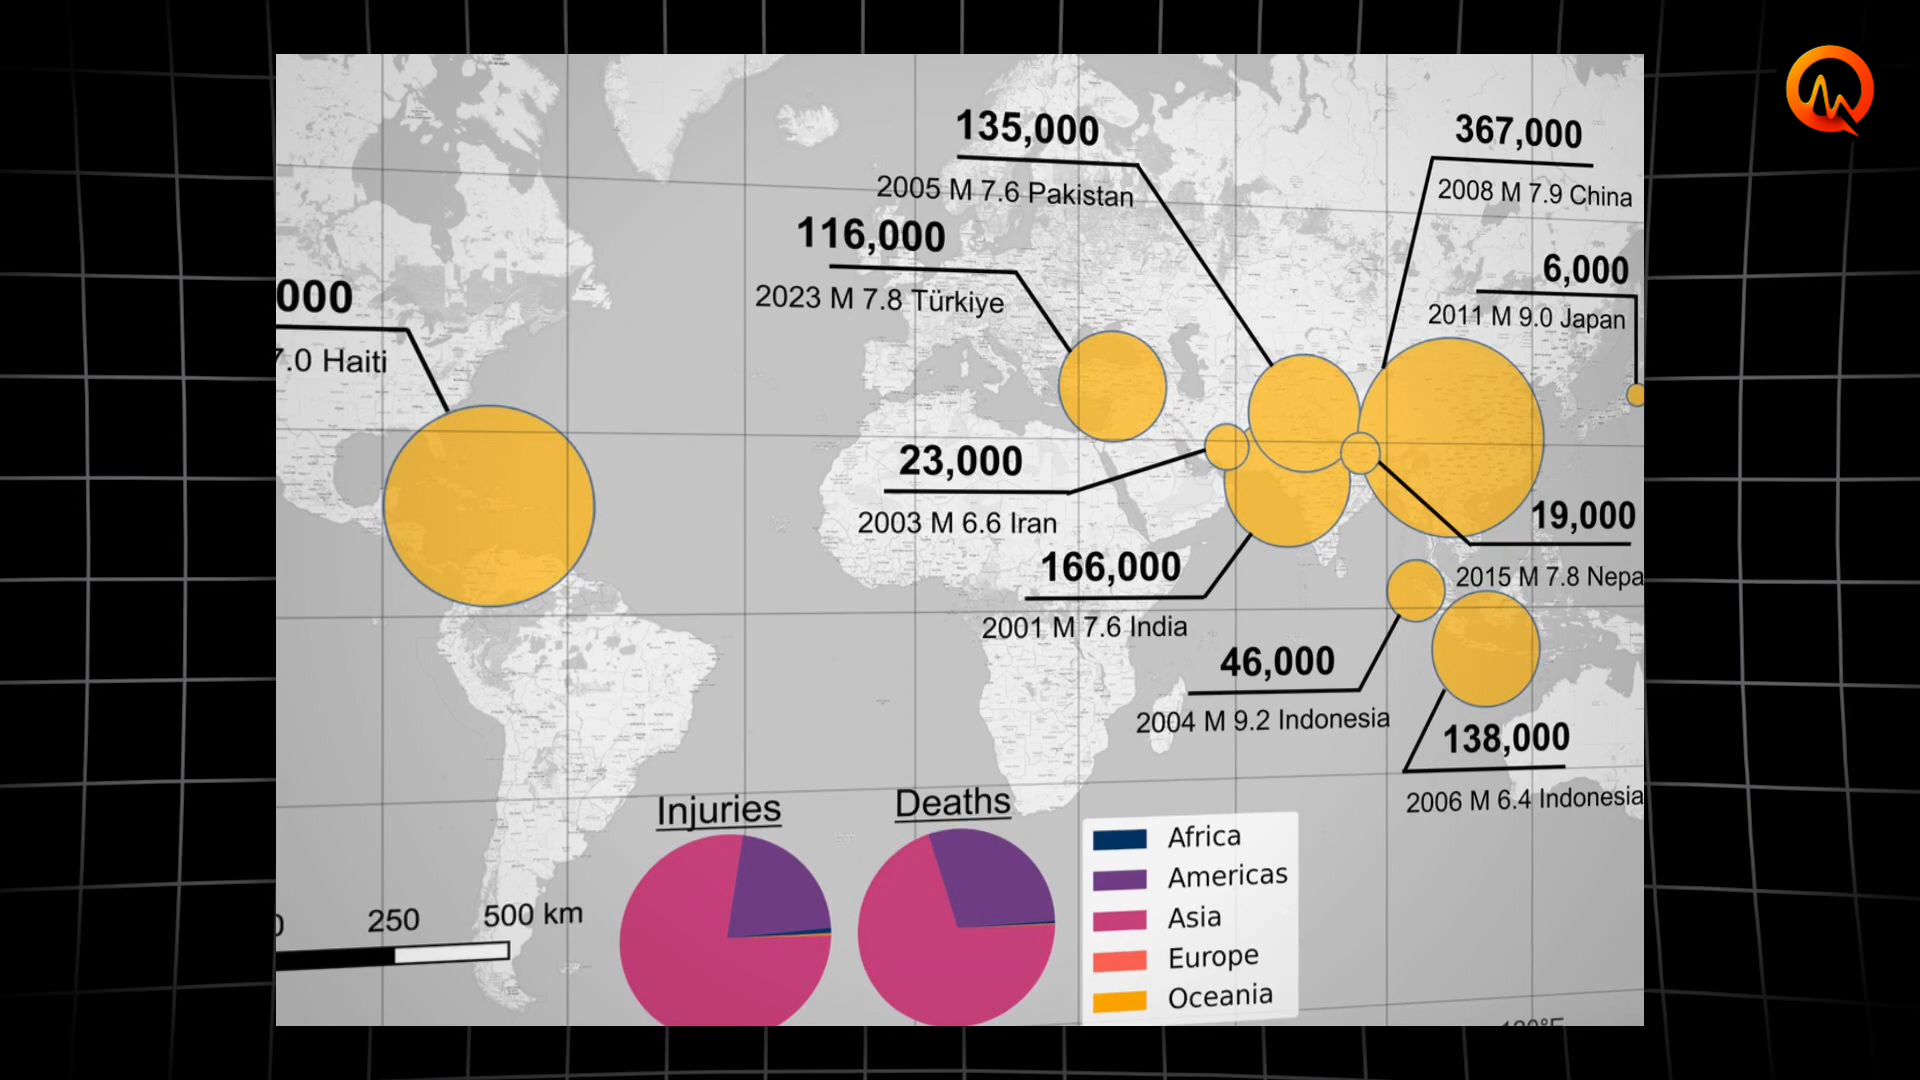 135,000
2005 M 7.6 Pakistan
367,000
2008 M 7.9 China
116,000
2023 M 7.8 Türkiye
6,000
2011 M 9.0 Japan
000
7.0 Haiti
23,000
2003 M 6.6 Iran
19,000
2015 M 7.8 Nepa
166,000
2001 M 7.6 India
46,000
2004 M 9.2 Indonesia
138,000
2006 M 6.4 Indonesia
Injuries
Deaths
Africa
Americas
Asia
Europe
Oceania
0 250 500 km